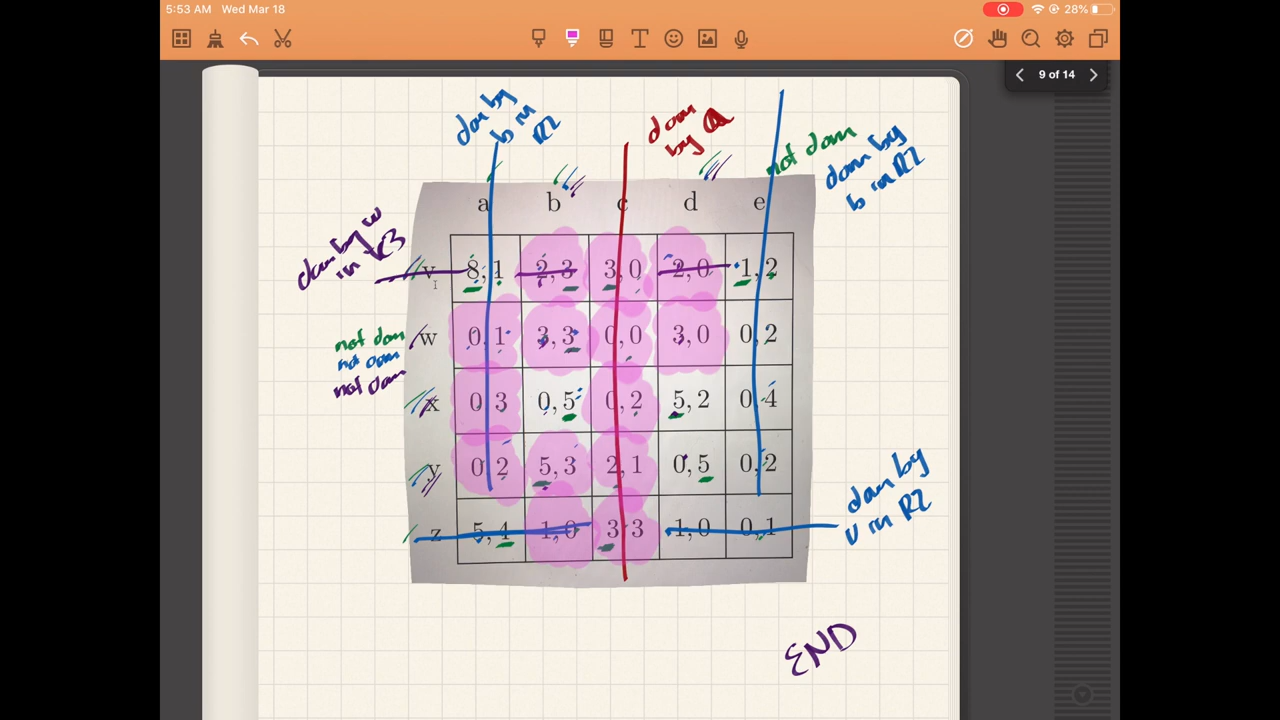 5:53 AM Wed Mar 18
28%
9 of 14
dom by
b in
R2
dom
by a
not dom
dom by
b in R2
a b c d e
dom by w
in R3
v 8,1 2,3 3,0 2,0 1,2
not dom
not dom
not dom
w 0,1 3,3 0,0 3,0 0,2
x 0,3 0,5 0,2 5,2 0,4
y 0,2 5,3 2,1 0,5 0,2
z 5,4 1,0 3,3 1,0 0,1
dom by
v in R2
END